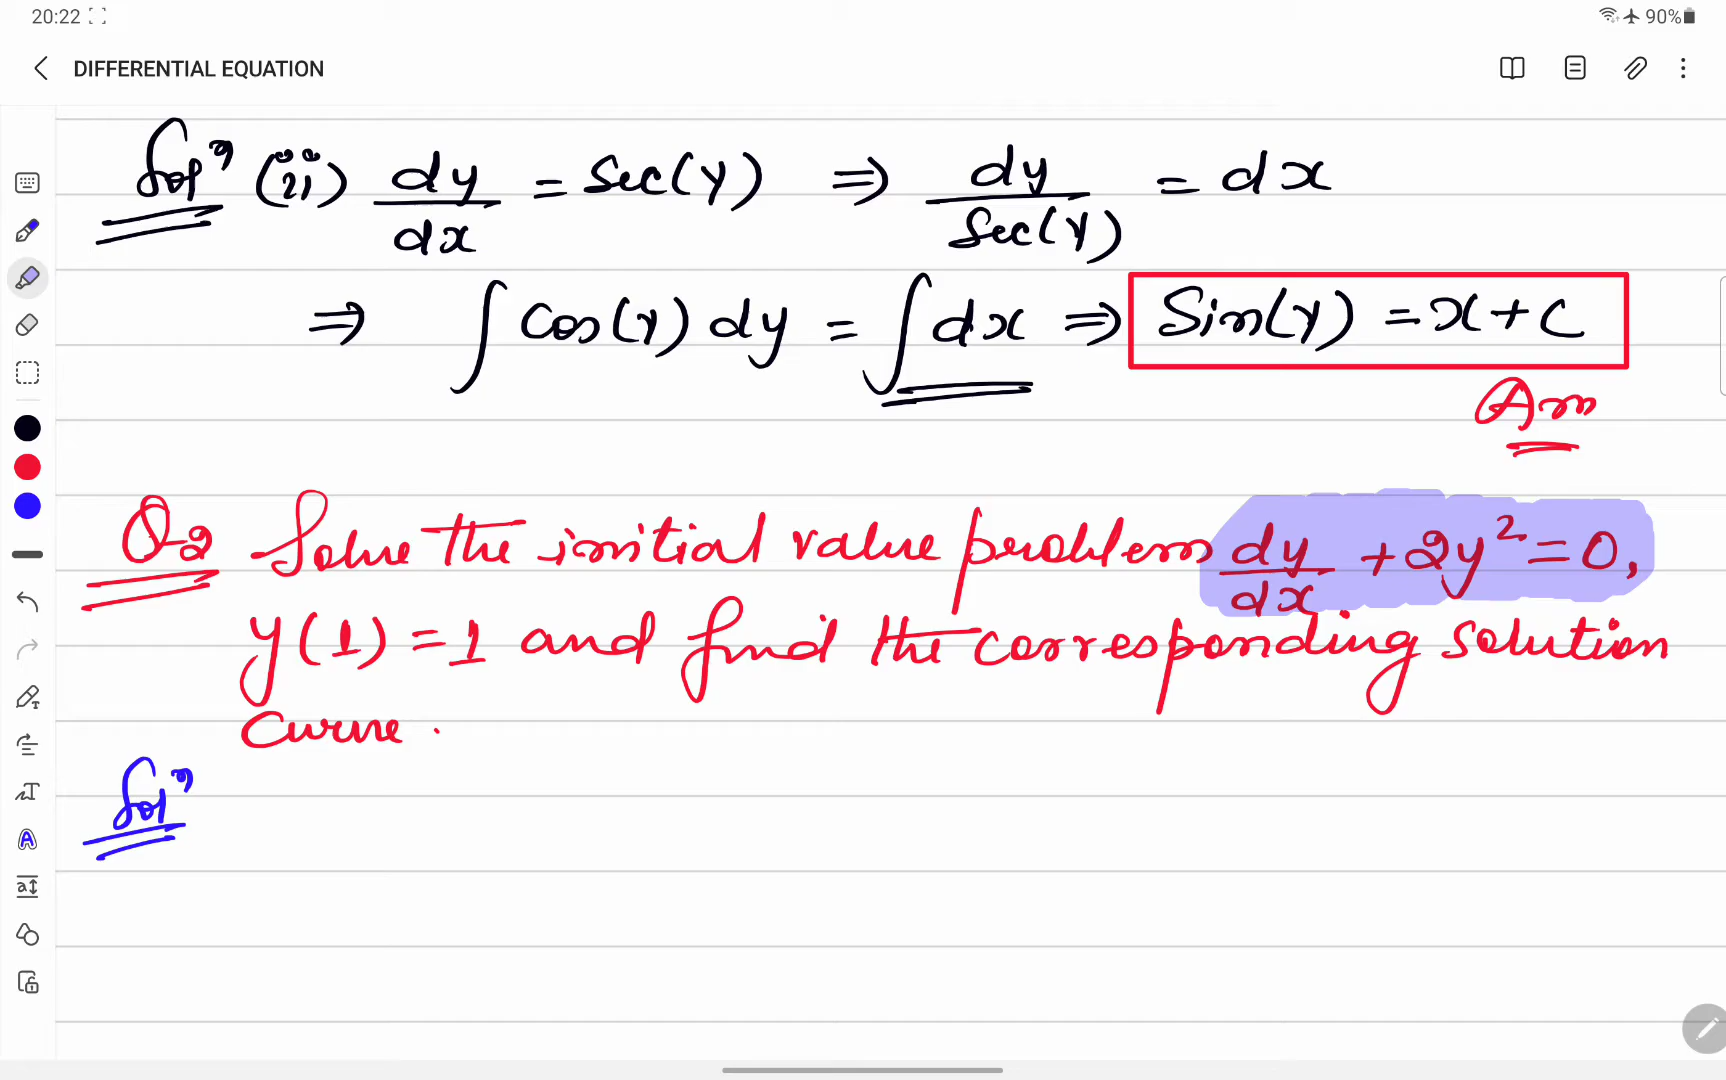 20:22
90%
DIFFERENTIAL EQUATION
Solⁿ (ii) dy/dx = Sec(y) ⇒ dy/Sec(y) = dx
⇒ ∫ Cos(y) dy = ∫ dx ⇒ Sin(y) = x + C
Ans
Q2 Solve the initial value problem dy/dx + 2y² = 0,
y(1) = 1 and find the corresponding solution
Curve.
Solⁿ